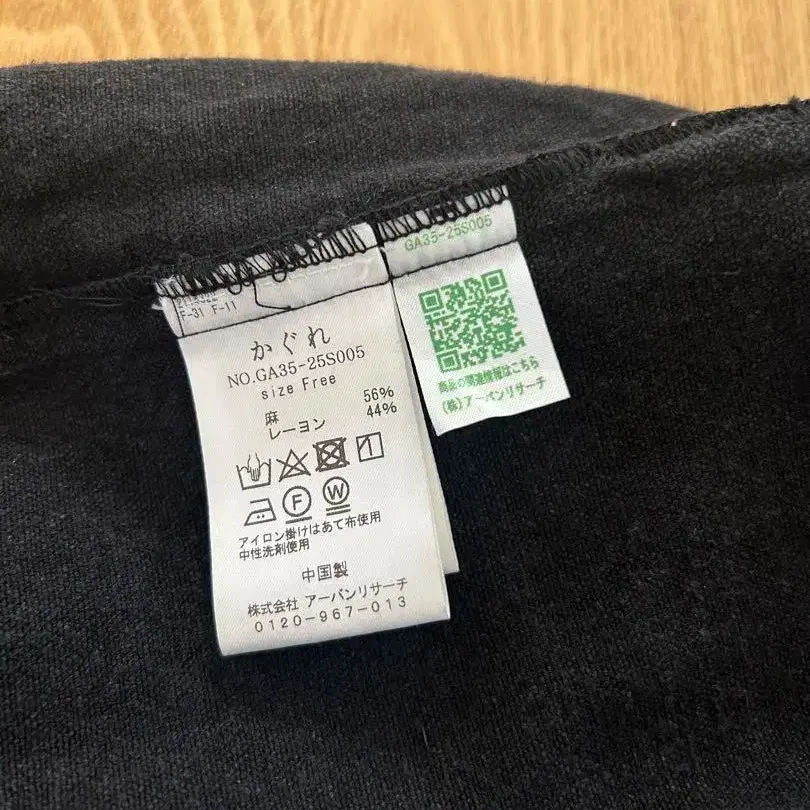 F-31 F-11
かぐれ
NO.GA35-25S005
size Free
麻 56%
レーヨン 44%
F W
アイロン掛けはあて布使用
中性洗剤使用
中国製
株式会社 アーバンリサーチ
0120-967-013
GA35-25S005
商品の関連情報はこちら
(株)アーバンリサーチ